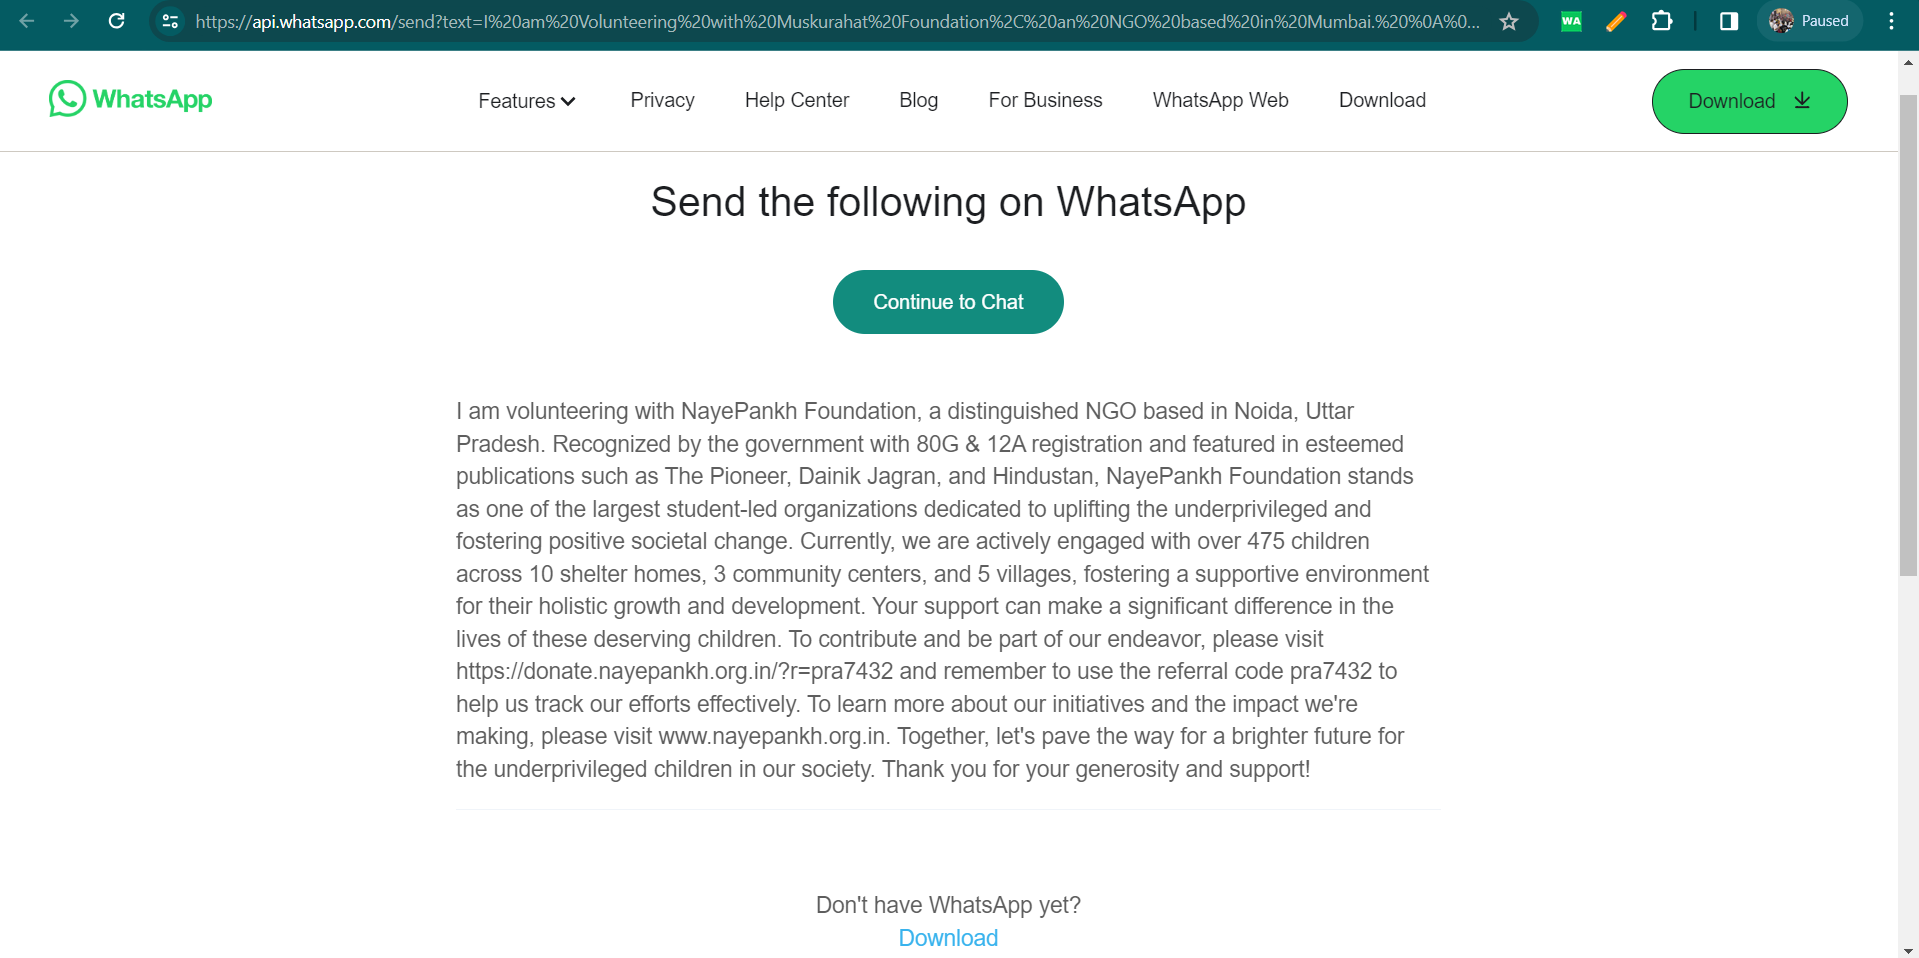 https://api.whatsapp.com/send?text=I%20am%20Volunteering%20with%20Muskurahat%20Foundation%2C%20an%20NGO%20based%20in%20Mumbai.%20%0A%0...
WA
Paused
WhatsApp
Features
Privacy
Help Center
Blog
For Business
WhatsApp Web
Download
Download
Send the following on WhatsApp
Continue to Chat
I am volunteering with NayePankh Foundation, a distinguished NGO based in Noida, Uttar
Pradesh. Recognized by the government with 80G & 12A registration and featured in esteemed
publications such as The Pioneer, Dainik Jagran, and Hindustan, NayePankh Foundation stands
as one of the largest student-led organizations dedicated to uplifting the underprivileged and
fostering positive societal change. Currently, we are actively engaged with over 475 children
across 10 shelter homes, 3 community centers, and 5 villages, fostering a supportive environment
for their holistic growth and development. Your support can make a significant difference in the
lives of these deserving children. To contribute and be part of our endeavor, please visit
https://donate.nayepankh.org.in/?r=pra7432 and remember to use the referral code pra7432 to
help us track our efforts effectively. To learn more about our initiatives and the impact we're
making, please visit www.nayepankh.org.in. Together, let's pave the way for a brighter future for
the underprivileged children in our society. Thank you for your generosity and support!
Don't have WhatsApp yet?
Download